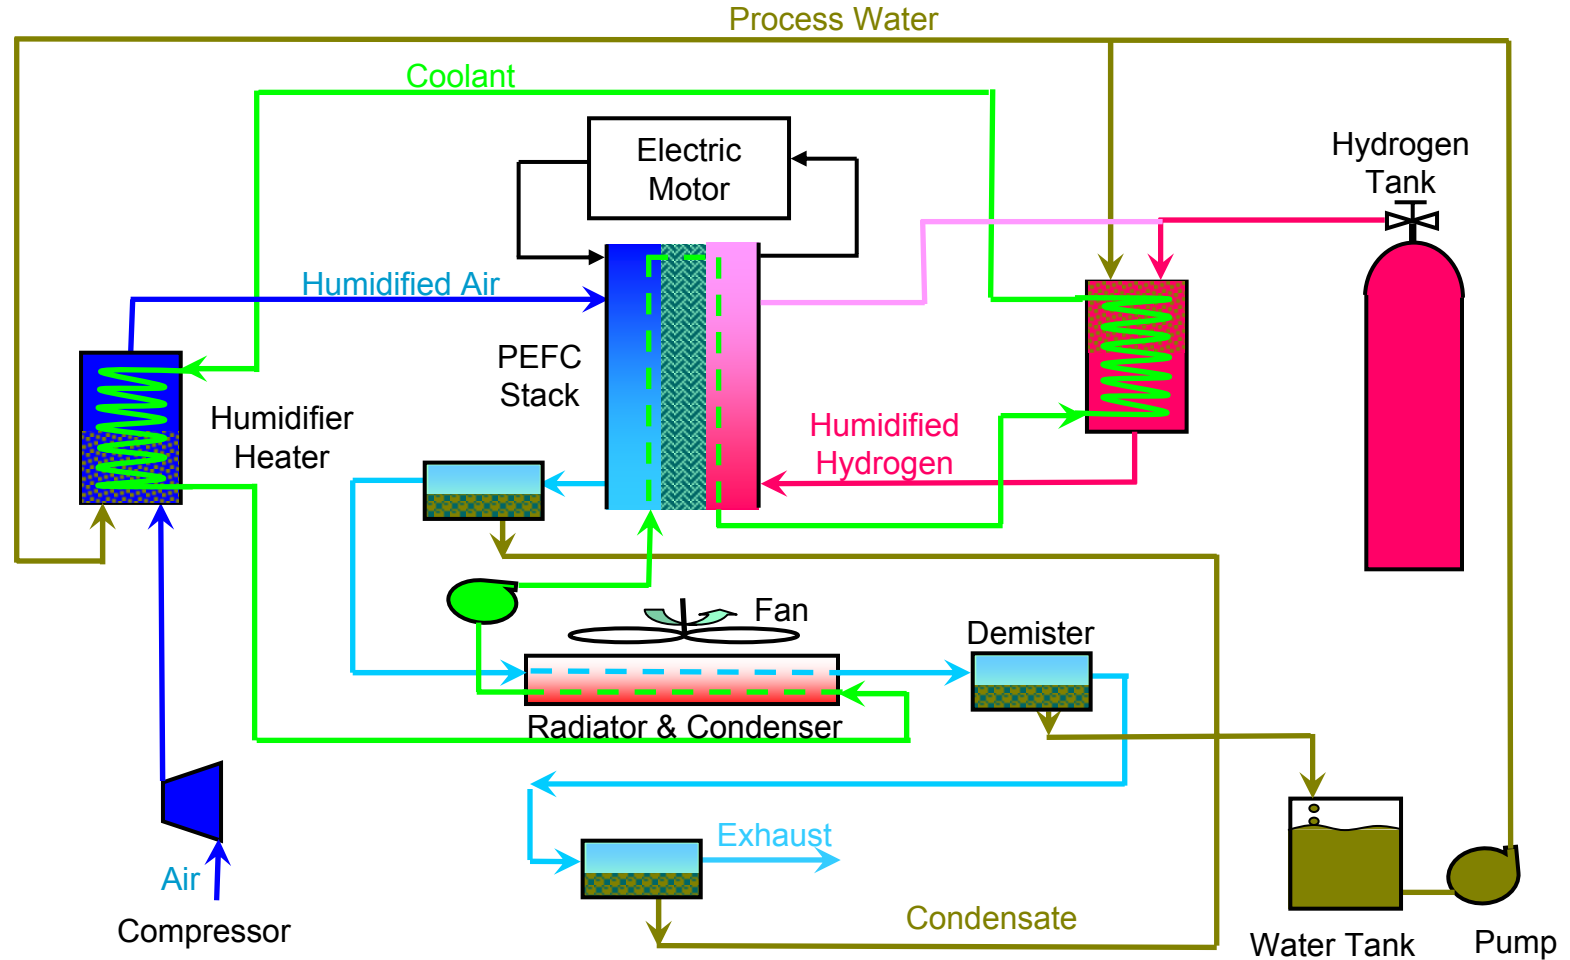 Process Water
Coolant
Electric
Motor
Hydrogen
Tank
Humidified Air
PEFC
Stack
Humidifier
Heater
Humidified
Hydrogen
Fan
Demister
Radiator & Condenser
Exhaust
Air
Compressor
Condensate
Water Tank
Pump